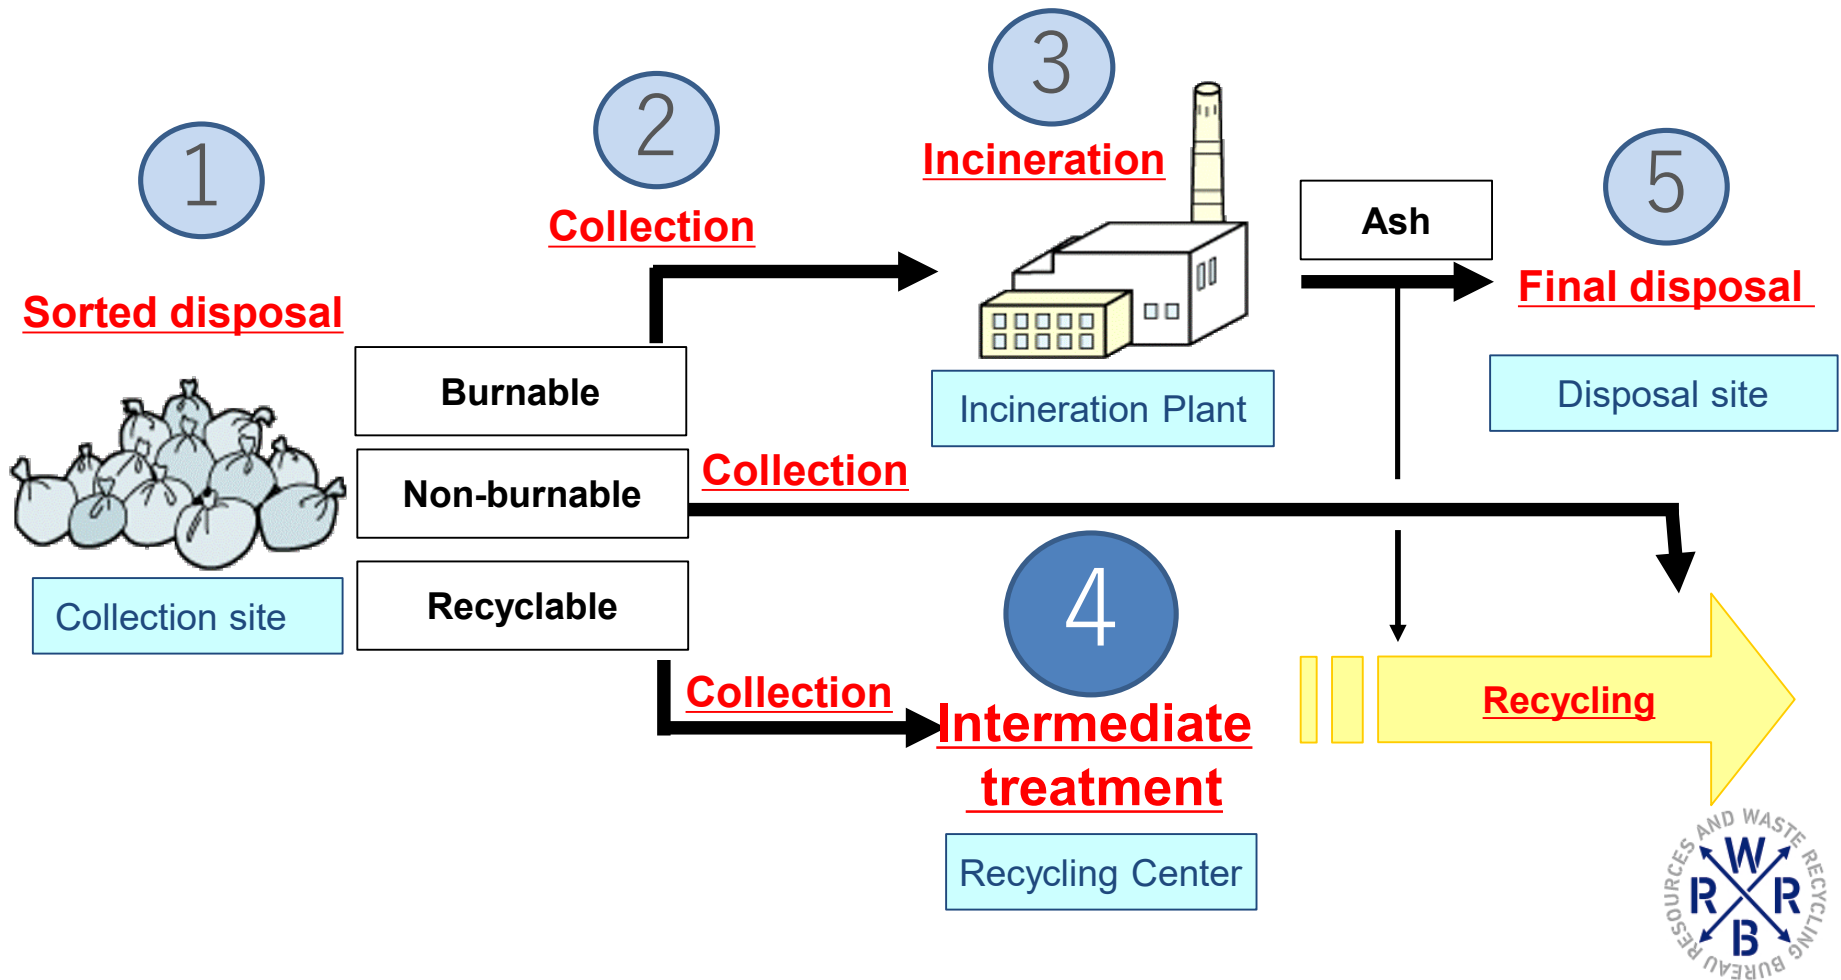 1
Sorted disposal
Collection site
Burnable
Non-burnable
Recyclable
2
Collection
Collection
Collection
3
Incineration
Incineration Plant
4
Intermediate
treatment
Recycling Center
Ash
5
Final disposal
Disposal site
Recycling
RESOURCES AND WASTE RECYCLING BUREAU
W
R R
B